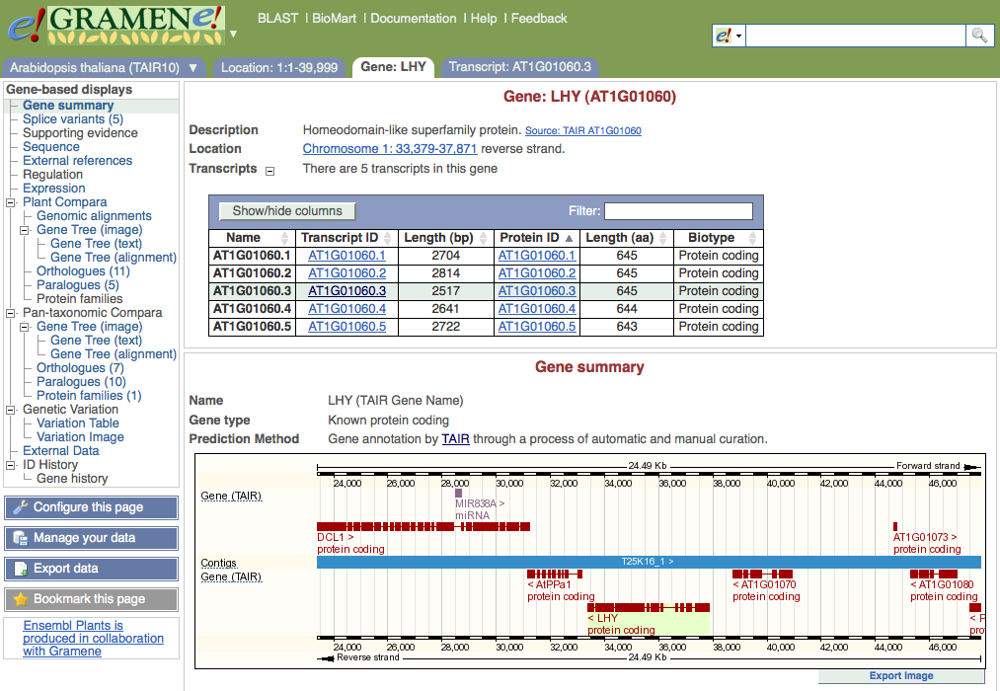 e! GRAMENE e!
BLAST | BioMart | Documentation | Help | Feedback
e!
Arabidopsis thaliana (TAIR10) ▼
Location: 1:1-39,999
Gene: LHY
Transcript: AT1G01060.3
Gene-based displays
Gene summary
Splice variants (5)
Supporting evidence
Sequence
External references
Regulation
Expression
Plant Compara
Genomic alignments
Gene Tree (image)
Gene Tree (text)
Gene Tree (alignment)
Orthologues (11)
Paralogues (5)
Protein families
Pan-taxonomic Compara
Gene Tree (image)
Gene Tree (text)
Gene Tree (alignment)
Orthologues (7)
Paralogues (10)
Protein families (1)
Genetic Variation
Variation Table
Variation Image
External Data
ID History
Gene history
Configure this page
Manage your data
Export data
Bookmark this page
Ensembl Plants is
produced in collaboration
with Gramene
Gene: LHY (AT1G01060)
Description Homeodomain-like superfamily protein. Source: TAIR AT1G01060
Location Chromosome 1: 33,379-37,871 reverse strand.
Transcripts There are 5 transcripts in this gene
Show/hide columns Filter:
Name Transcript ID Length (bp) Protein ID Length (aa) Biotype
AT1G01060.1 AT1G01060.1 2704 AT1G01060.1 645 Protein coding
AT1G01060.2 AT1G01060.2 2814 AT1G01060.2 645 Protein coding
AT1G01060.3 AT1G01060.3 2517 AT1G01060.3 645 Protein coding
AT1G01060.4 AT1G01060.4 2641 AT1G01060.4 644 Protein coding
AT1G01060.5 AT1G01060.5 2722 AT1G01060.5 643 Protein coding
Gene summary
Name LHY (TAIR Gene Name)
Gene type Known protein coding
Prediction Method Gene annotation by TAIR through a process of automatic and manual curation.
24.49 Kb Forward strand
24,000 26,000 28,000 30,000 32,000 34,000 36,000 38,000 40,000 42,000 44,000 46,000
Gene (TAIR)
MIR838A >
miRNA
DCL1 >
protein coding
AT1G01073 >
protein coding
Contigs T25K16_1 >
Gene (TAIR)
< AtPPa1
protein coding
< AT1G01070
protein coding
< AT1G01080
protein coding
< LHY
protein coding
< P
pro
24,000 26,000 28,000 30,000 32,000 34,000 36,000 38,000 40,000 42,000 44,000 46,000
Reverse strand 24.49 Kb
Export Image